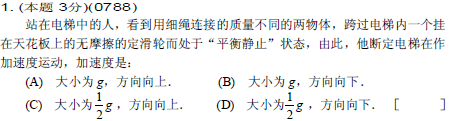 1. (本题 3分)(0788)
站在电梯中的人，看到用细绳连接的质量不同的两物体，跨过电梯内一个挂
在天花板上的无摩擦的定滑轮而处于“平衡静止”状态，由此，他断定电梯在作
加速度运动，加速度是：
(A) 大小为 g，方向向上． (B) 大小为 g，方向向下．
(C) 大小为 1/2 g，方向向上． (D) 大小为 1/2 g，方向向下． [ ]